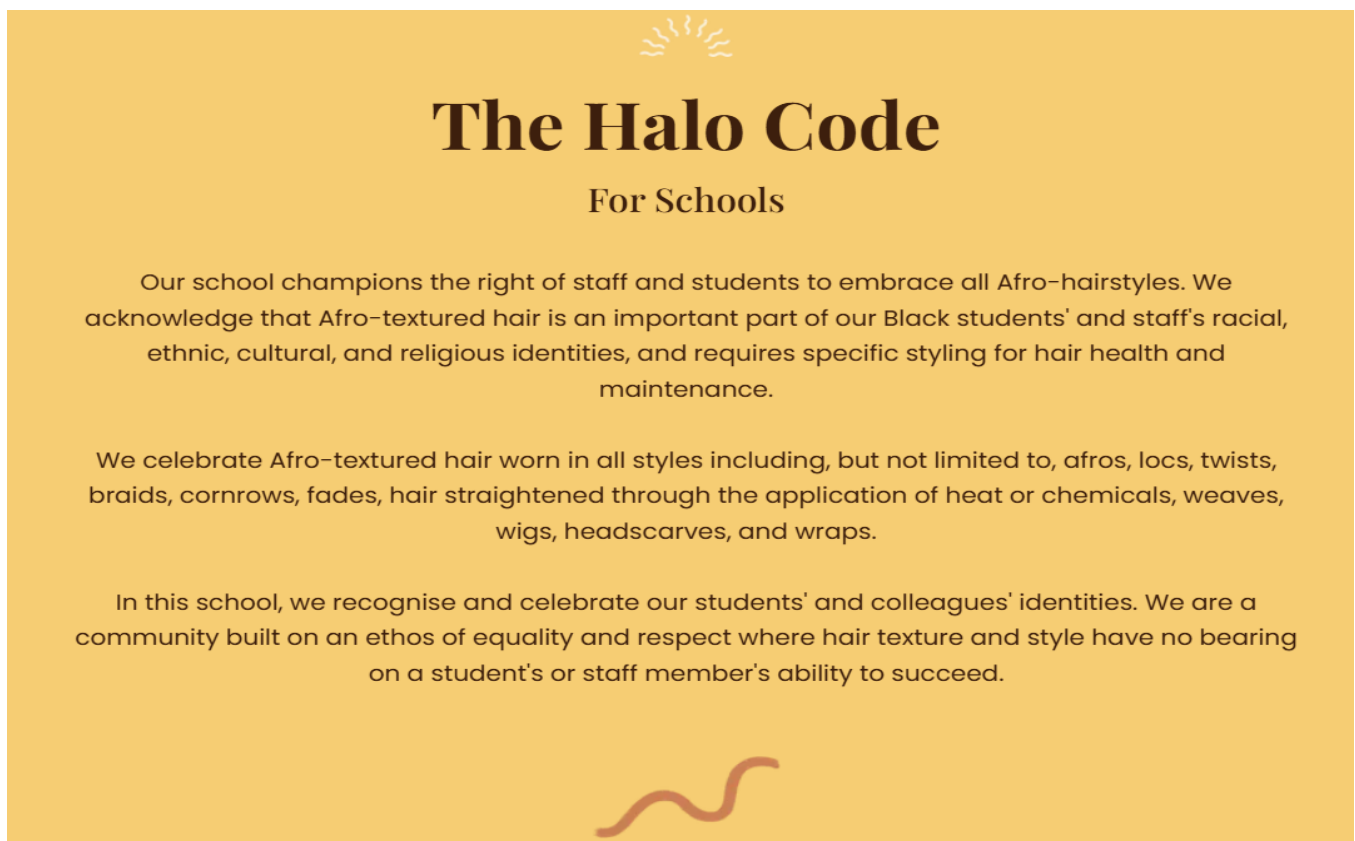 The Halo Code
For Schools
Our school champions the right of staff and students to embrace all Afro-hairstyles. We
acknowledge that Afro-textured hair is an important part of our Black students' and staff's racial,
ethnic, cultural, and religious identities, and requires specific styling for hair health and
maintenance.
We celebrate Afro-textured hair worn in all styles including, but not limited to, afros, locs, twists,
braids, cornrows, fades, hair straightened through the application of heat or chemicals, weaves,
wigs, headscarves, and wraps.
In this school, we recognise and celebrate our students' and colleagues' identities. We are a
community built on an ethos of equality and respect where hair texture and style have no bearing
on a student's or staff member's ability to succeed.